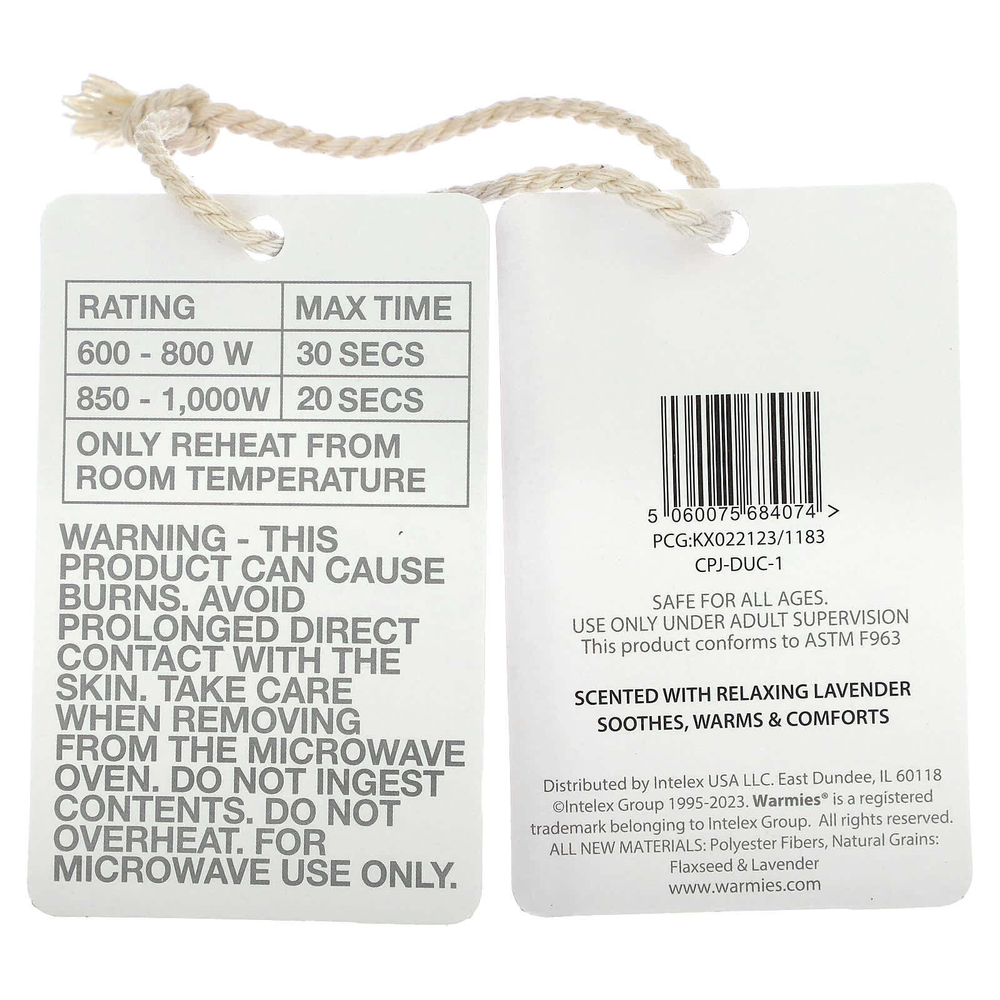 RATING MAX TIME
600 - 800 W 30 SECS
850 - 1,000W 20 SECS
ONLY REHEAT FROM
ROOM TEMPERATURE
WARNING - THIS
PRODUCT CAN CAUSE
BURNS. AVOID
PROLONGED DIRECT
CONTACT WITH THE
SKIN. TAKE CARE
WHEN REMOVING
FROM THE MICROWAVE
OVEN. DO NOT INGEST
CONTENTS. DO NOT
OVERHEAT. FOR
MICROWAVE USE ONLY.
5 060075 684074 >
PCG:KX022123/1183
CPJ-DUC-1
SAFE FOR ALL AGES.
USE ONLY UNDER ADULT SUPERVISION
This product conforms to ASTM F963
SCENTED WITH RELAXING LAVENDER
SOOTHES, WARMS & COMFORTS
Distributed by Intelex USA LLC. East Dundee, IL 60118
©Intelex Group 1995-2023. Warmies® is a registered
trademark belonging to Intelex Group. All rights reserved.
ALL NEW MATERIALS: Polyester Fibers, Natural Grains:
Flaxseed & Lavender
www.warmies.com